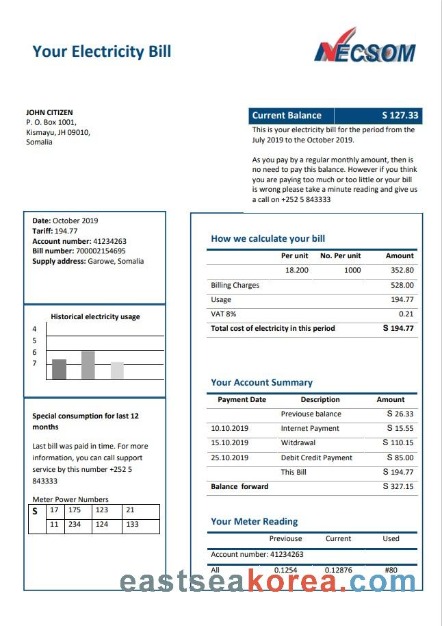 Your Electricity Bill
NECSOM
JOHN CITIZEN
P. O. Box 1001,
Kismayu, JH 09010,
Somalia
Current Balance S 127.33
This is your electricity bill for the period from the
July 2019 to the October 2019.
As you pay by a regular monthly amount, then is
no need to pay this balance. However if you think
you are paying too much or too little or your bill
is wrong please take a minute reading and give us
a call on +252 5 843333
Date: October 2019
Tariff: 194.77
Account number: 41234263
Bill number: 700002154695
Supply address: Garowe, Somalia
Historical electricity usage
4
5
6
7
Special consumption for last 12
months
Last bill was paid in time. For more
information, you can call support
service by this number +252 5
843333
Meter Power Numbers
S 17 175 123 21
11 234 124 133
How we calculate your bill
Per unit No. Per unit Amount
18.200 1000 352.80
Billing Charges 528.00
Usage 194.77
VAT 8% 0.21
Total cost of electricity in this period S 194.77
Your Account Summary
Payment Date Description Amount
Previouse balance S 26.33
10.10.2019 Internet Payment S 15.55
15.10.2019 Witdrawal S 110.15
25.10.2019 Debit Credit Payment S 85.00
This Bill S 194.77
Balance forward S 327.15
Your Meter Reading
Previouse Current Used
Account number: 41234263
All 0.1254 0.12876 #80
eastseakorea.com